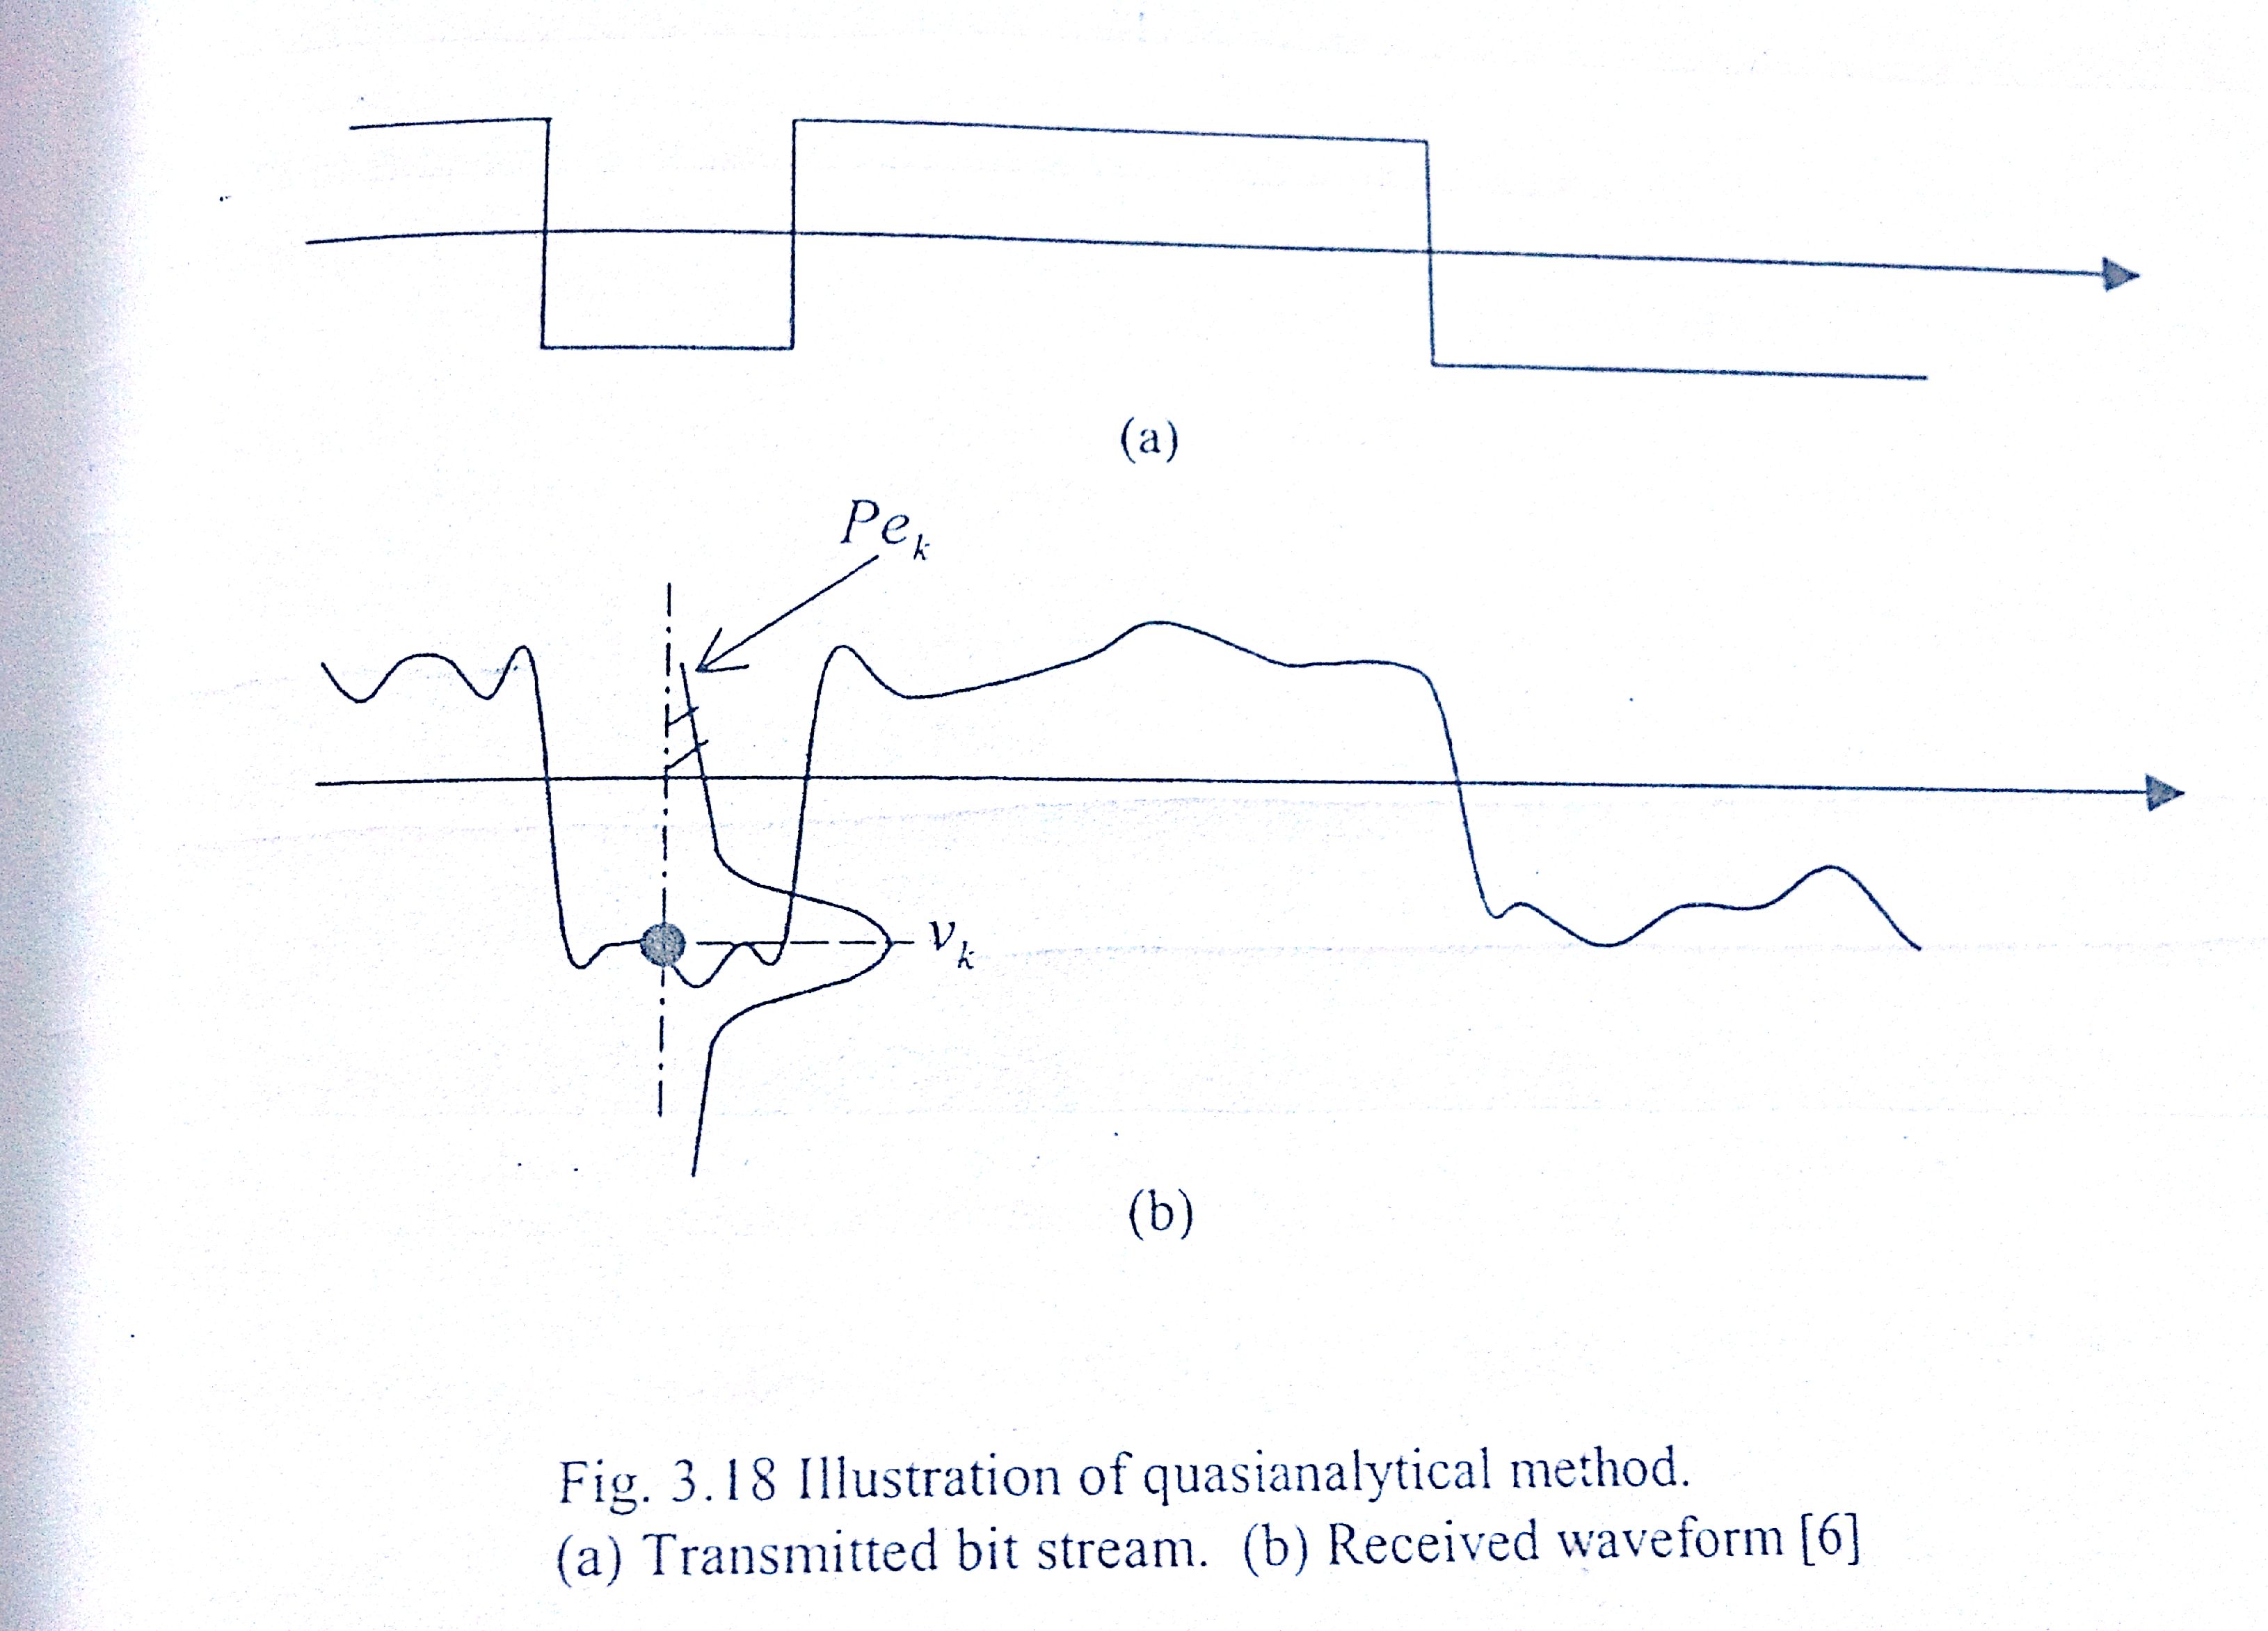 (a)
Pe_k
v_k
(b)
Fig. 3.18 Illustration of quasianalytical method.
(a) Transmitted bit stream. (b) Received waveform [6]